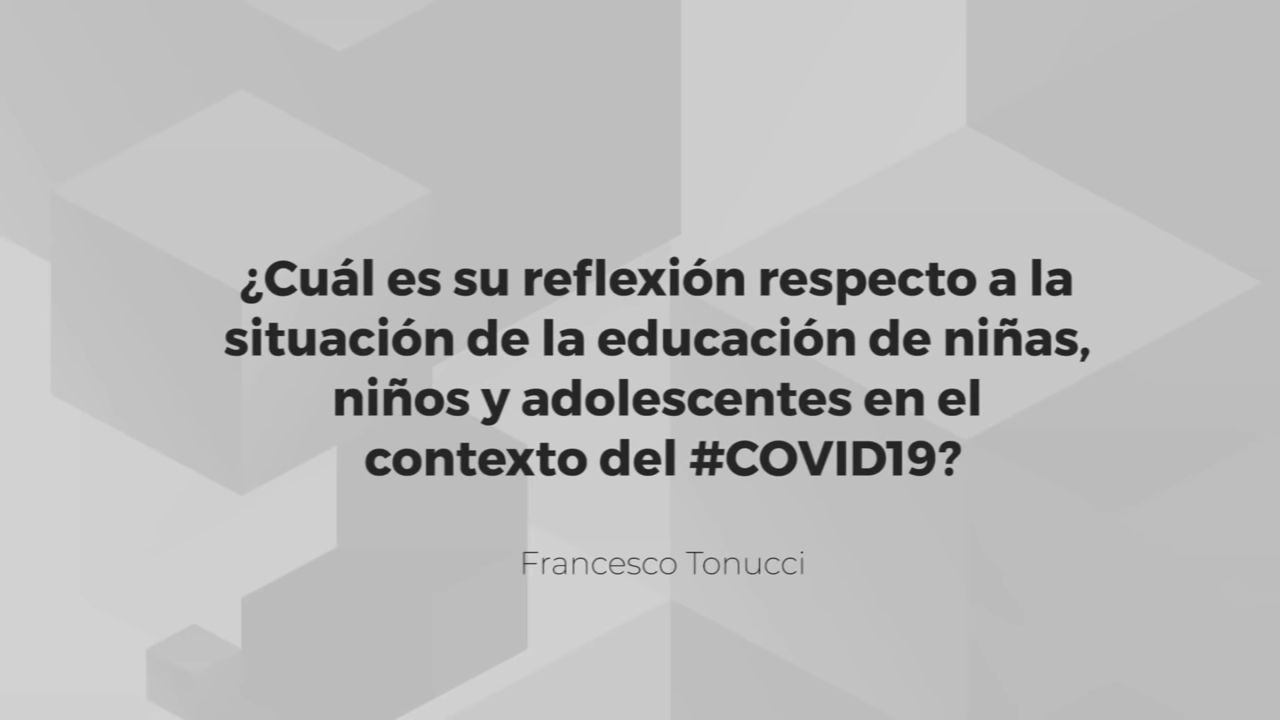 ¿Cuál es su reflexión respecto a la
situación de la educación de niñas,
niños y adolescentes en el
contexto del #COVID19?
Francesco Tonucci